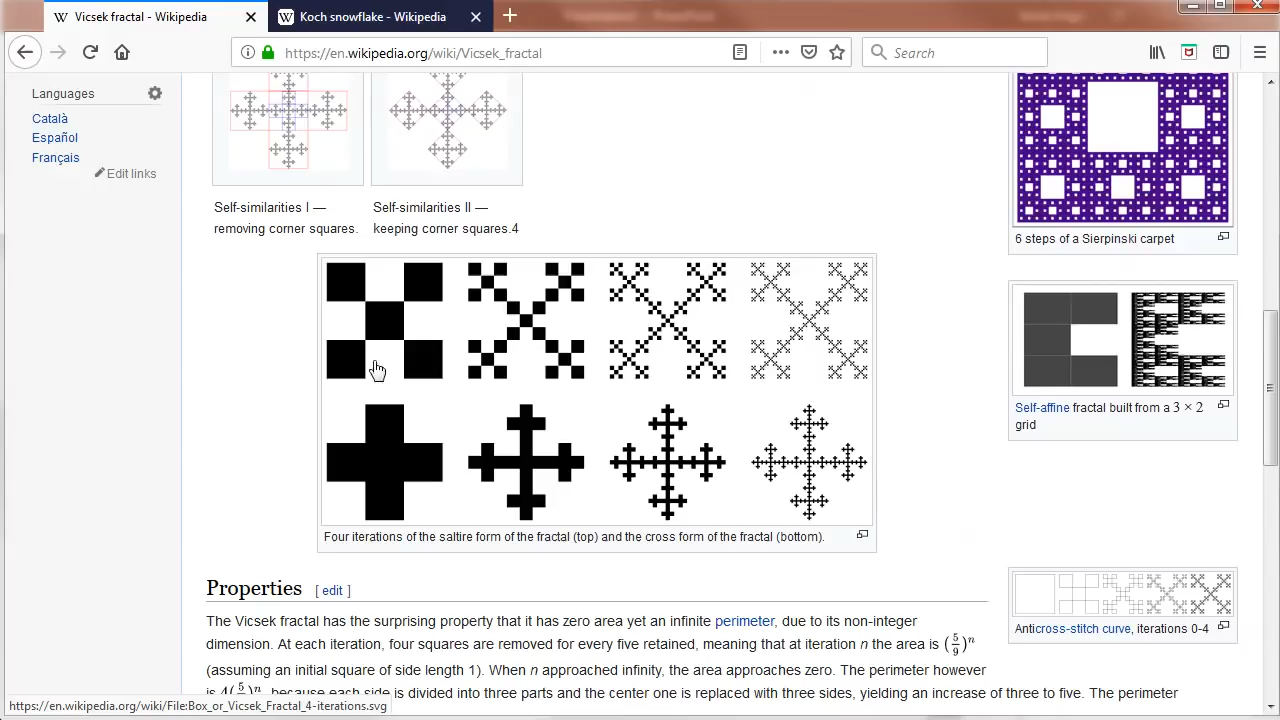 Vicsek fractal - Wikipedia
Koch snowflake - Wikipedia
https://en.wikipedia.org/wiki/Vicsek_fractal
Search
Languages
Català
Español
Français
Edit links
Self-similarities I —
removing corner squares.
Self-similarities II —
keeping corner squares.4
6 steps of a Sierpinski carpet
Self-affine fractal built from a 3 × 2
grid
Four iterations of the saltire form of the fractal (top) and the cross form of the fractal (bottom).
Anticross-stitch curve, iterations 0-4
Properties [ edit ]
The Vicsek fractal has the surprising property that it has zero area yet an infinite perimeter, due to its non-integer
dimension. At each iteration, four squares are removed for every five retained, meaning that at iteration n the area is (5/9)^n
(assuming an initial square of side length 1). When n approached infinity, the area approaches zero. The perimeter however
is 4(5/3)^n, because each side is divided into three parts and the center one is replaced with three sides, yielding an increase of three to five. The perimeter
https://en.wikipedia.org/wiki/File:Box_or_Vicsek_Fractal_4-iterations.svg